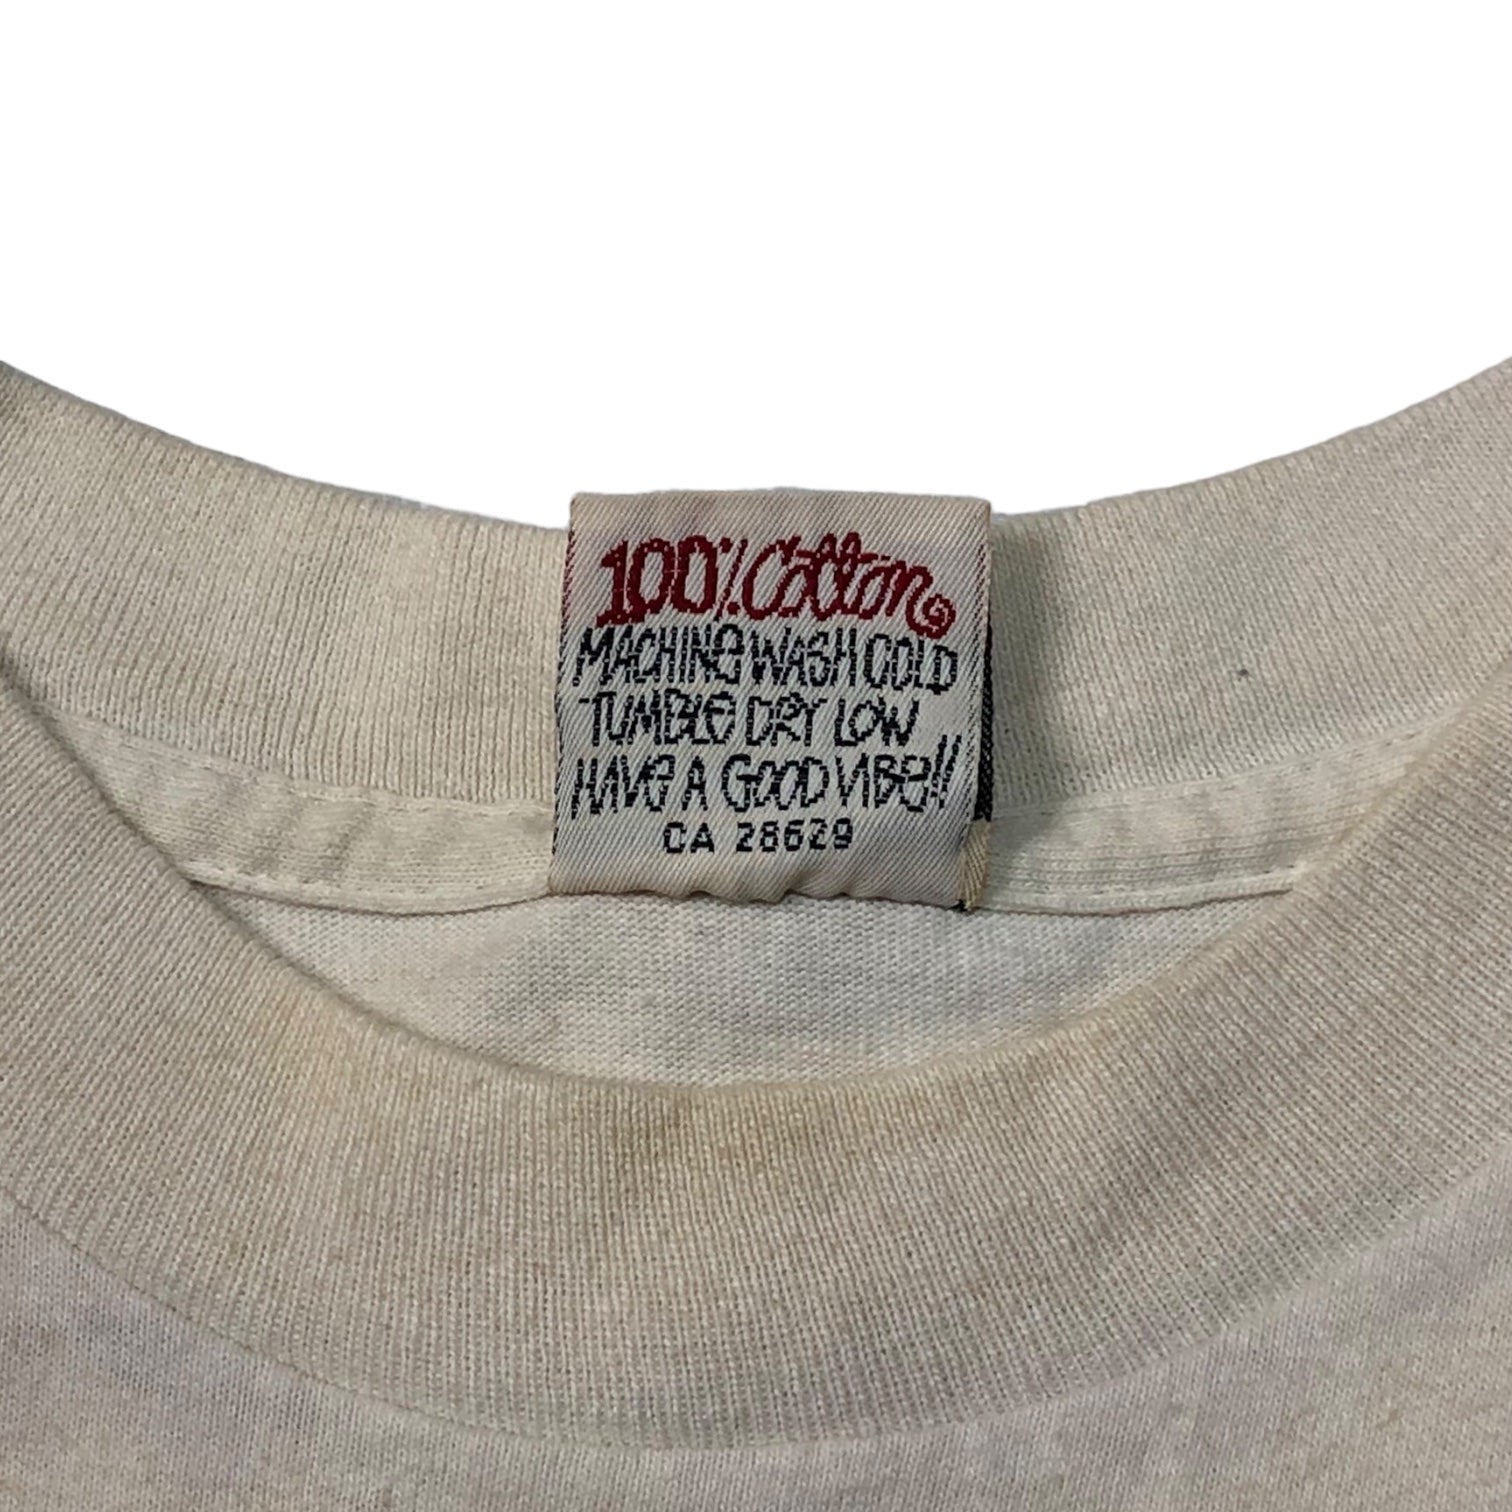 100% Cotton
MACHINE WASH COLD
TUMBLE DRY LOW
HAVE A GOOD VIBE!!
CA 28629